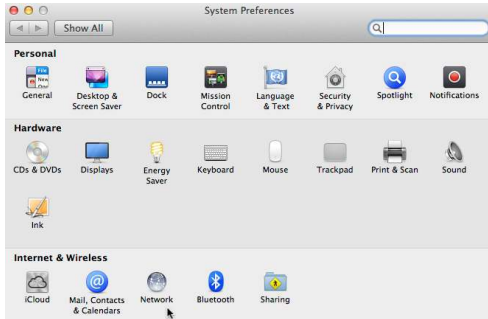 System Preferences
Show All
Personal
General
Desktop &
Screen Saver
Dock
Mission
Control
Language
& Text
Security
& Privacy
Spotlight
Notifications
Hardware
CDs & DVDs
Displays
Energy
Saver
Keyboard
Mouse
Trackpad
Print & Scan
Sound
Ink
Internet & Wireless
iCloud
Mail, Contacts
& Calendars
Network
Bluetooth
Sharing